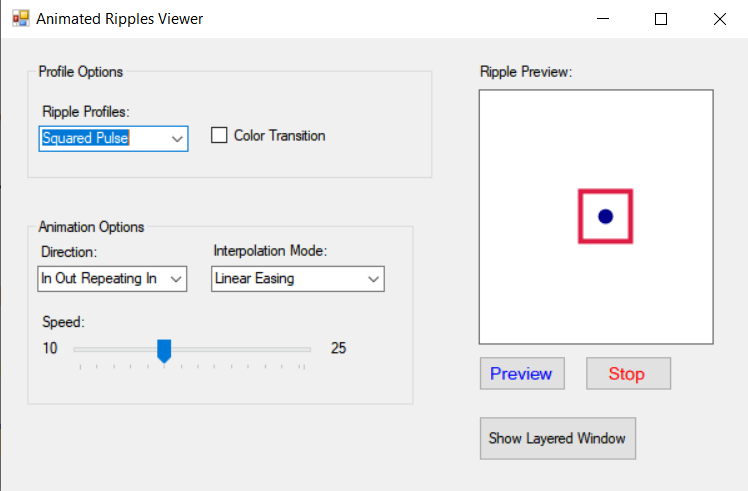 Animated Ripples Viewer
Profile Options
Ripple Profiles:
Squared Pulse
Color Transition
Animation Options
Direction:
Interpolation Mode:
In Out Repeating In
Linear Easing
Speed:
10
25
Ripple Preview:
Preview
Stop
Show Layered Window